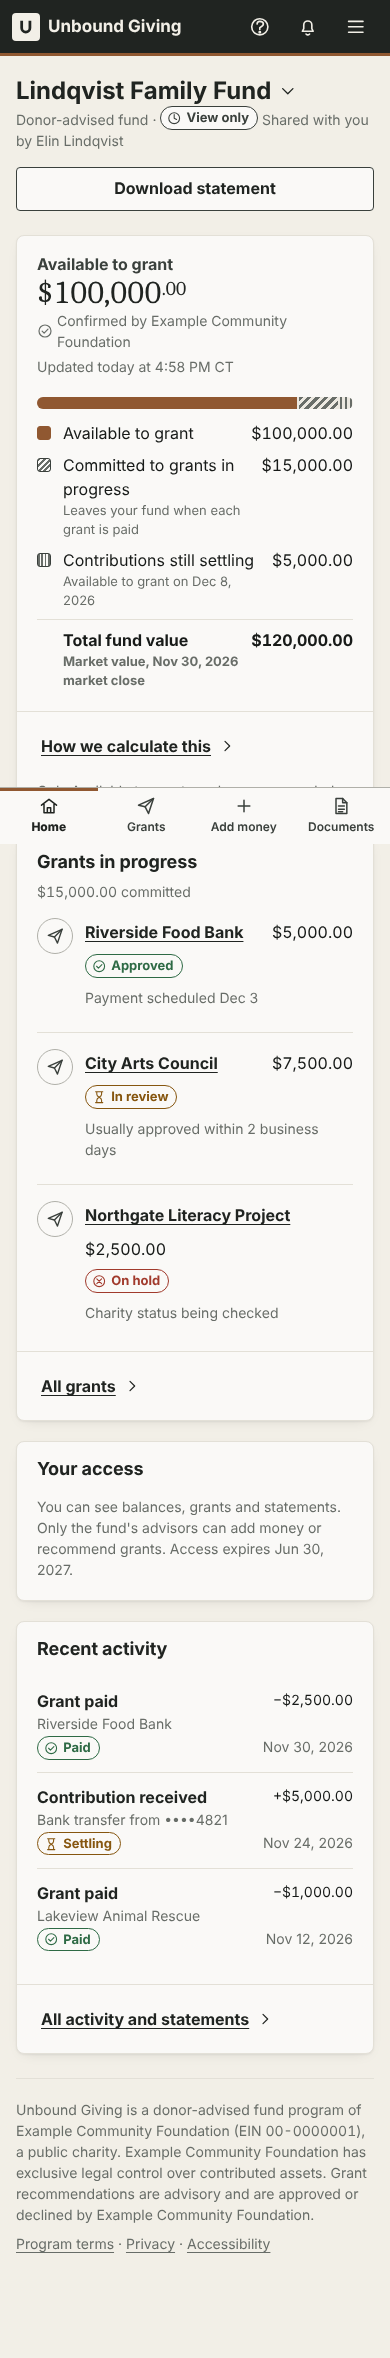 U Unbound Giving
Lindqvist Family Fund
Donor-advised fund · View only Shared with you
by Elin Lindqvist
Download statement
Available to grant
$100,000.00
Confirmed by Example Community
Foundation
Updated today at 4:58 PM CT
Available to grant $100,000.00
Committed to grants in $15,000.00
progress
Leaves your fund when each
grant is paid
Contributions still settling $5,000.00
Available to grant on Dec 8,
2026
Total fund value $120,000.00
Market value, Nov 30, 2026
market close
How we calculate this
Home Grants Add money Documents
Grants in progress
$15,000.00 committed
Riverside Food Bank $5,000.00
Approved
Payment scheduled Dec 3
City Arts Council $7,500.00
In review
Usually approved within 2 business
days
Northgate Literacy Project
$2,500.00
On hold
Charity status being checked
All grants
Your access
You can see balances, grants and statements.
Only the fund's advisors can add money or
recommend grants. Access expires Jun 30,
2027.
Recent activity
Grant paid −$2,500.00
Riverside Food Bank
Paid Nov 30, 2026
Contribution received +$5,000.00
Bank transfer from ••••4821
Settling Nov 24, 2026
Grant paid −$1,000.00
Lakeview Animal Rescue
Paid Nov 12, 2026
All activity and statements
Unbound Giving is a donor-advised fund program of
Example Community Foundation (EIN 00-0000001),
a public charity. Example Community Foundation has
exclusive legal control over contributed assets. Grant
recommendations are advisory and are approved or
declined by Example Community Foundation.
Program terms · Privacy · Accessibility